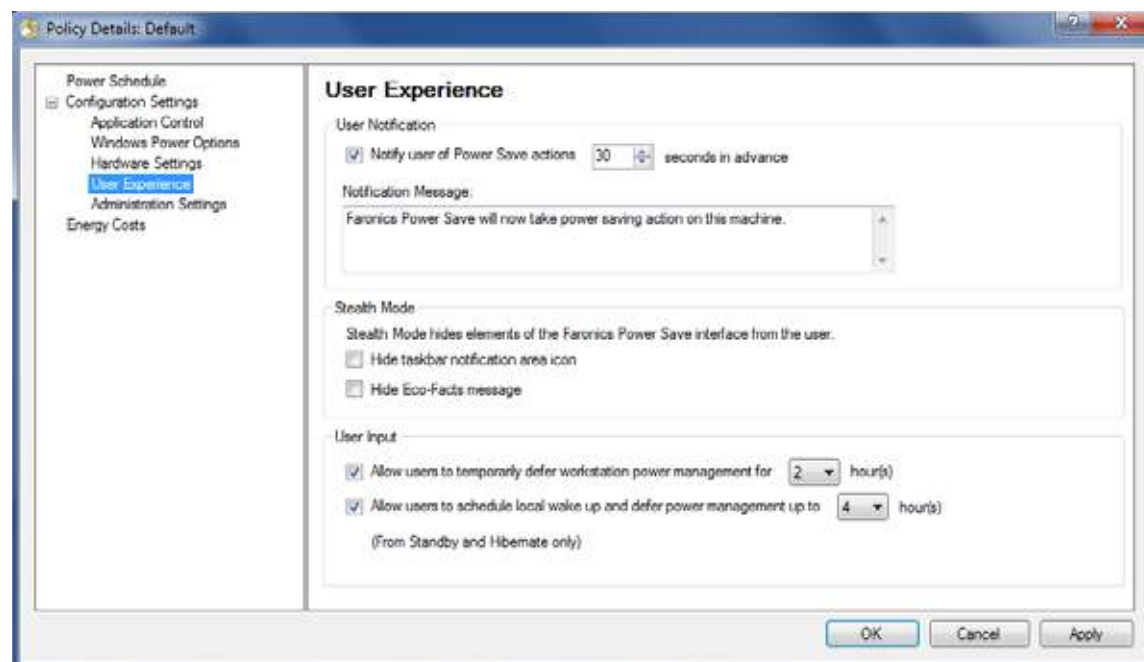 Policy Details: Default
Power Schedule
Configuration Settings
Application Control
Windows Power Options
Hardware Settings
User Experience
Administration Settings
Energy Costs
User Experience
User Notification
Notify user of Power Save actions 30 seconds in advance
Notification Message:
Faronics Power Save will now take power saving action on this machine.
Stealth Mode
Stealth Mode hides elements of the Faronics Power Save interface from the user.
Hide taskbar notification area icon
Hide Eco-Facts message
User Input
Allow users to temporarily defer workstation power management for 2 hour(s)
Allow users to schedule local wake up and defer power management up to 4 hour(s)
(From Standby and Hibernate only)
OK Cancel Apply